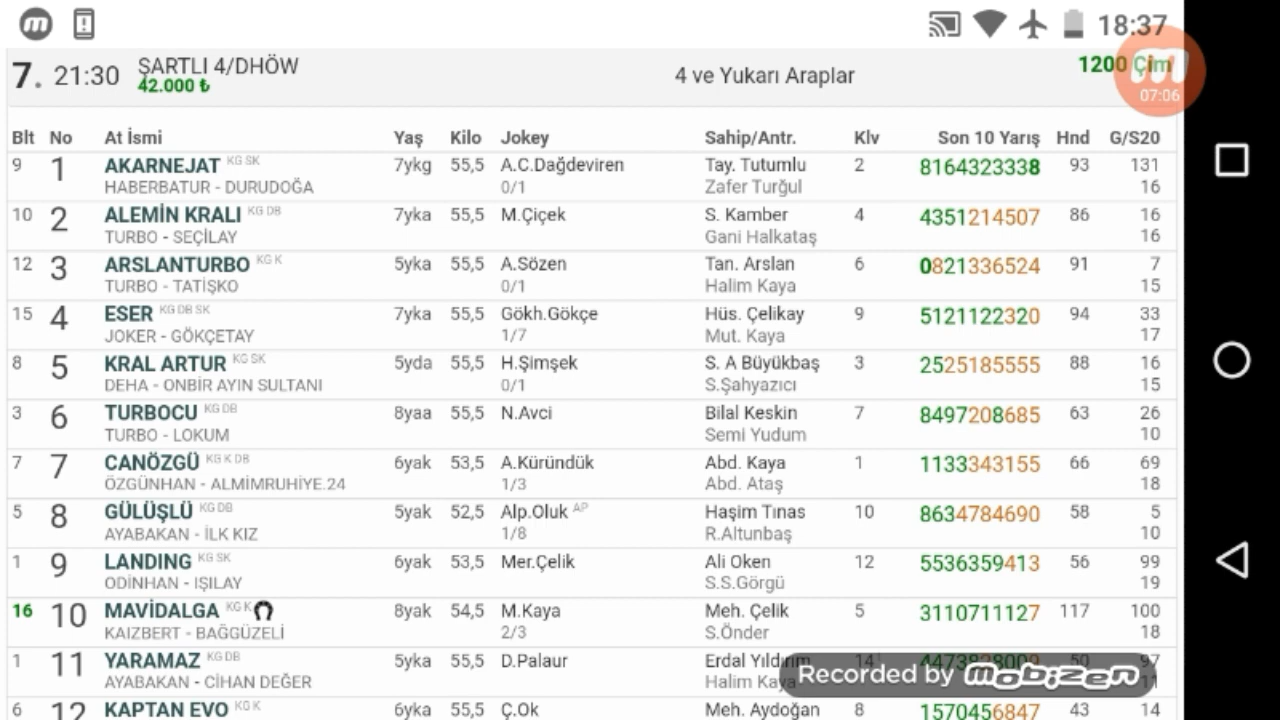 18:37
7. 21:30 ŞARTLI 4/DHÖW 4 ve Yukarı Araplar 1200 Çim
42.000 ₺
07:06
Blt No At İsmi Yaş Kilo Jokey Sahip/Antr. Klv Son 10 Yarış Hnd G/S20
9 1 AKARNEJAT KG SK 7ykg 55,5 A.C.Dağdeviren Tay. Tutumlu 2 8164323338 93 131
HABERBATUR - DURUDOĞA 0/1 Zafer Turğul 16
10 2 ALEMİN KRALI KG DB 7yka 55,5 M.Çiçek S. Kamber 4 4351214507 86 16
TURBO - SEÇİLAY Gani Halkataş 16
12 3 ARSLANTURBO KG K 5yka 55,5 A.Sözen Tan. Arslan 6 0821336524 91 7
TURBO - TATİŞKO 0/1 Halim Kaya 15
15 4 ESER KG DB SK 7yka 55,5 Gökh.Gökçe Hüs. Çelikay 9 5121122320 94 33
JOKER - GÖKÇETAY 1/7 Mut. Kaya 17
8 5 KRAL ARTUR KG SK 5yda 55,5 H.Şimşek S. A Büyükbaş 3 2525185555 88 16
DEHA - ONBİR AYIN SULTANI 0/1 S.Şahyazıcı 15
3 6 TURBOCU KG DB 8yaa 55,5 N.Avci Bilal Keskin 7 8497208685 63 26
TURBO - LOKUM Semi Yudum 10
7 7 CANÖZGÜ KG K DB 6yak 53,5 A.Küründük Abd. Kaya 1 1133343155 66 69
ÖZGÜNHAN - ALMİMRUHİYE.24 1/3 Abd. Ataş 18
5 8 GÜLÜŞLÜ KG DB 5yak 52,5 Alp.Oluk AP Haşim Tınas 10 8634784690 58 5
AYABAKAN - İLK KIZ 1/8 R.Altunbaş 10
1 9 LANDING KG SK 6yak 53,5 Mer.Çelik Ali Oken 12 5536359413 56 99
ODİNHAN - IŞILAY S.S.Görgü 19
16 10 MAVİDALGA KG K 8yak 54,5 M.Kaya Meh. Çelik 5 3110711127 117 100
KAIZBERT - BAĞGÜZELİ 2/3 S.Önder 18
1 11 YARAMAZ KG DB 5yka 55,5 D.Palaur Erdal Yıldırım 14 50 97
AYABAKAN - CİHAN DEĞER Halim Kaya 11
Recorded by mobizen
6 12 KAPTAN EVO KG K 6yka 55,5 Ç.Ok Meh. Aydoğan 8 1570456847 43 14